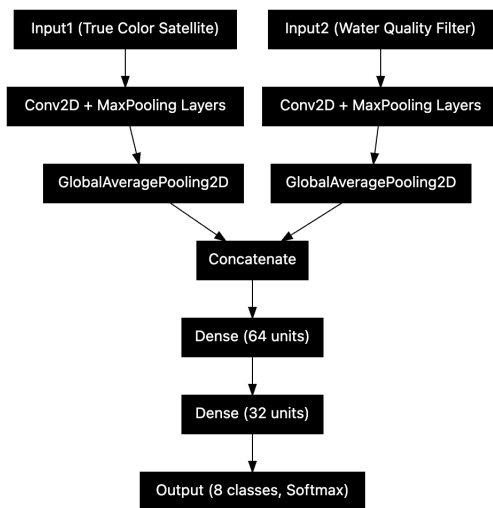 Input1 (True Color Satellite)
Input2 (Water Quality Filter)
Conv2D + MaxPooling Layers
Conv2D + MaxPooling Layers
GlobalAveragePooling2D
GlobalAveragePooling2D
Concatenate
Dense (64 units)
Dense (32 units)
Output (8 classes, Softmax)